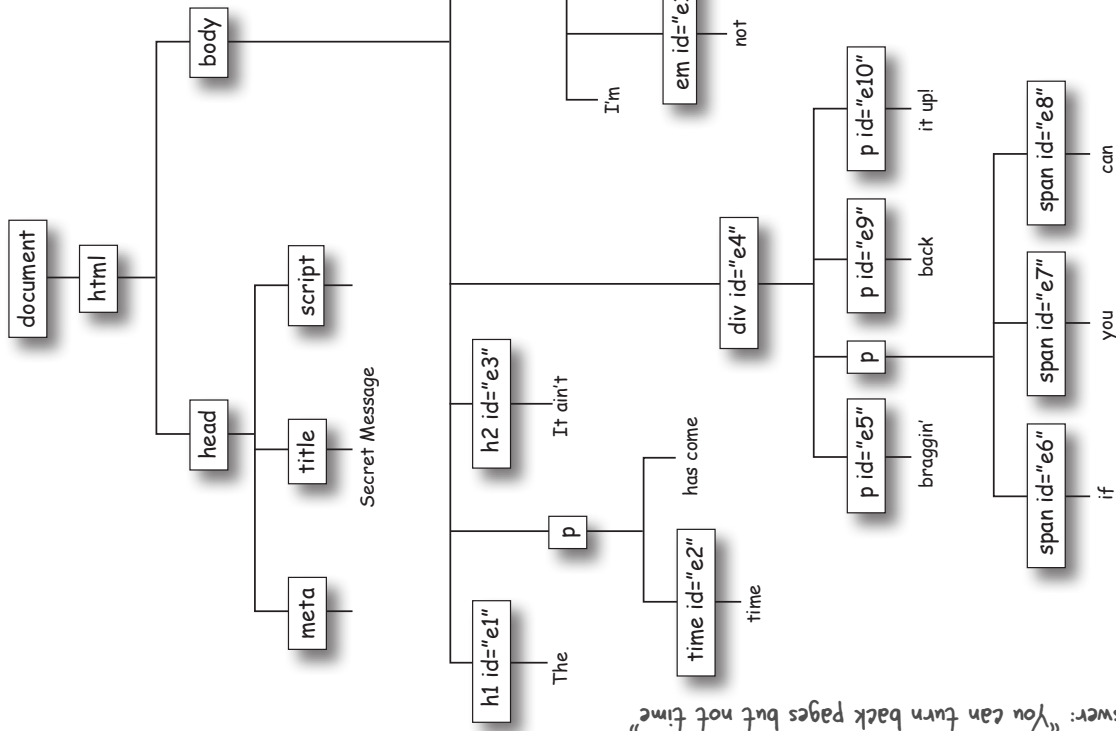 document
html
head
body
meta
title
script
Secret Message
h1 id="e1"
The
p
time id="e2"
time
has come
h2 id="e3"
It ain't
div id="e4"
p id="e5"
braggin'
p
span id="e6"
if
span id="e7"
you
span id="e8"
can
p id="e9"
back
p id="e10"
it up!
I'm
em id="e
not
"You can turn back pages but not time"